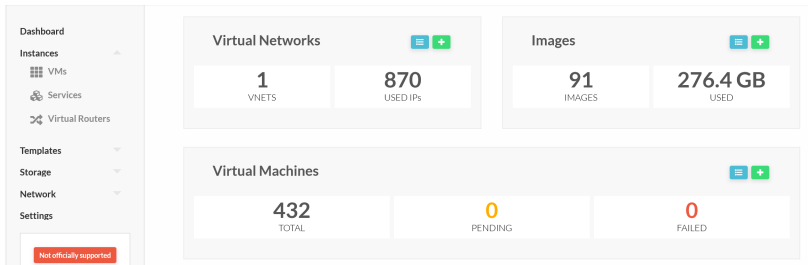 Dashboard
Instances
VMs
Services
Virtual Routers
Templates
Storage
Network
Settings
Not officially supported
Virtual Networks
1
VNETS
870
USED IPs
Images
91
IMAGES
276.4 GB
USED
Virtual Machines
432
TOTAL
0
PENDING
0
FAILED